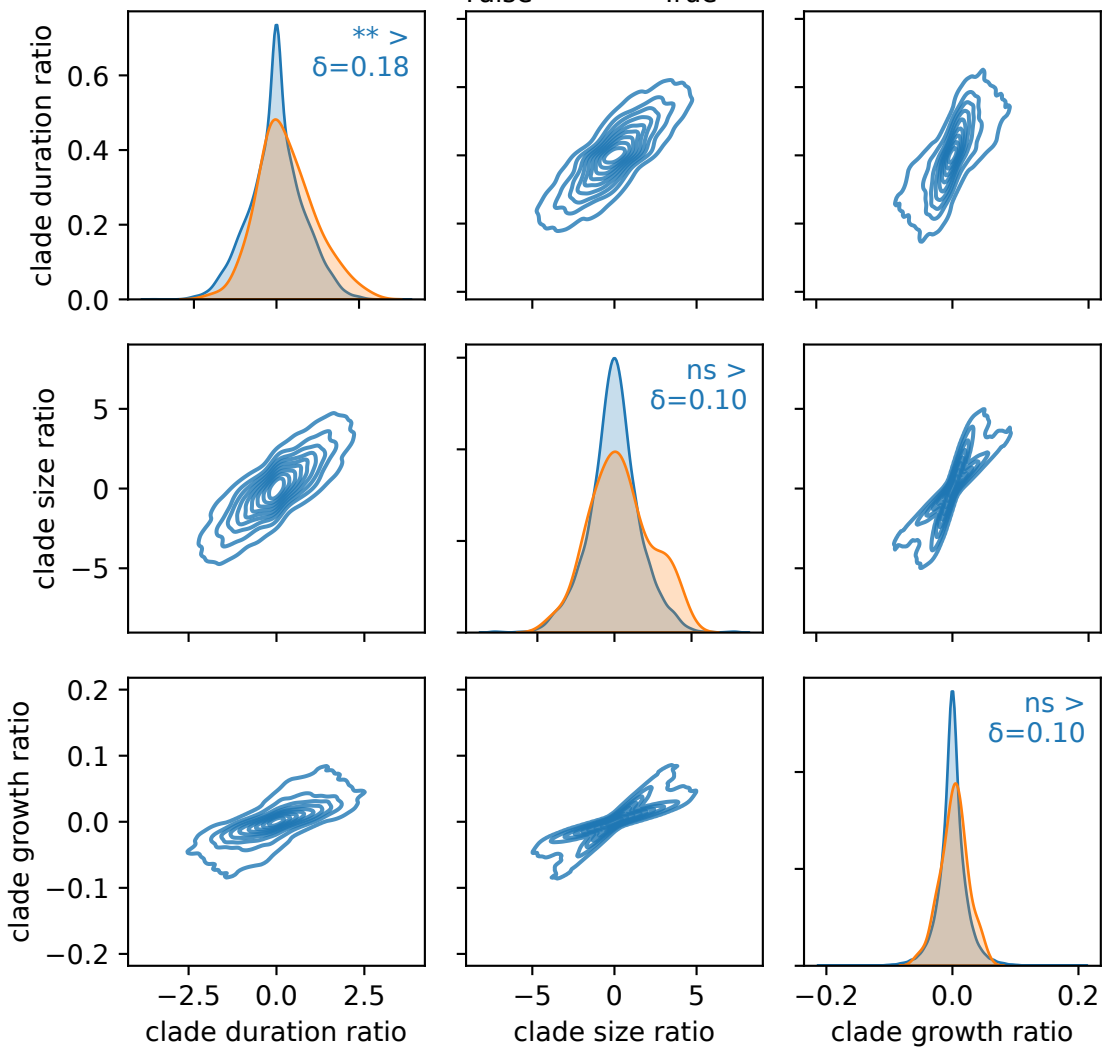 clade duration ratio
0.6
0.4
0.2
0.0
** >
δ=0.18
clade size ratio
5
0
−5
ns >
δ=0.10
clade growth ratio
0.2
0.1
0.0
−0.1
−0.2
ns >
δ=0.10
−2.5 0.0 2.5
−5 0 5
−0.2 0.0 0.2
clade duration ratio
clade size ratio
clade growth ratio